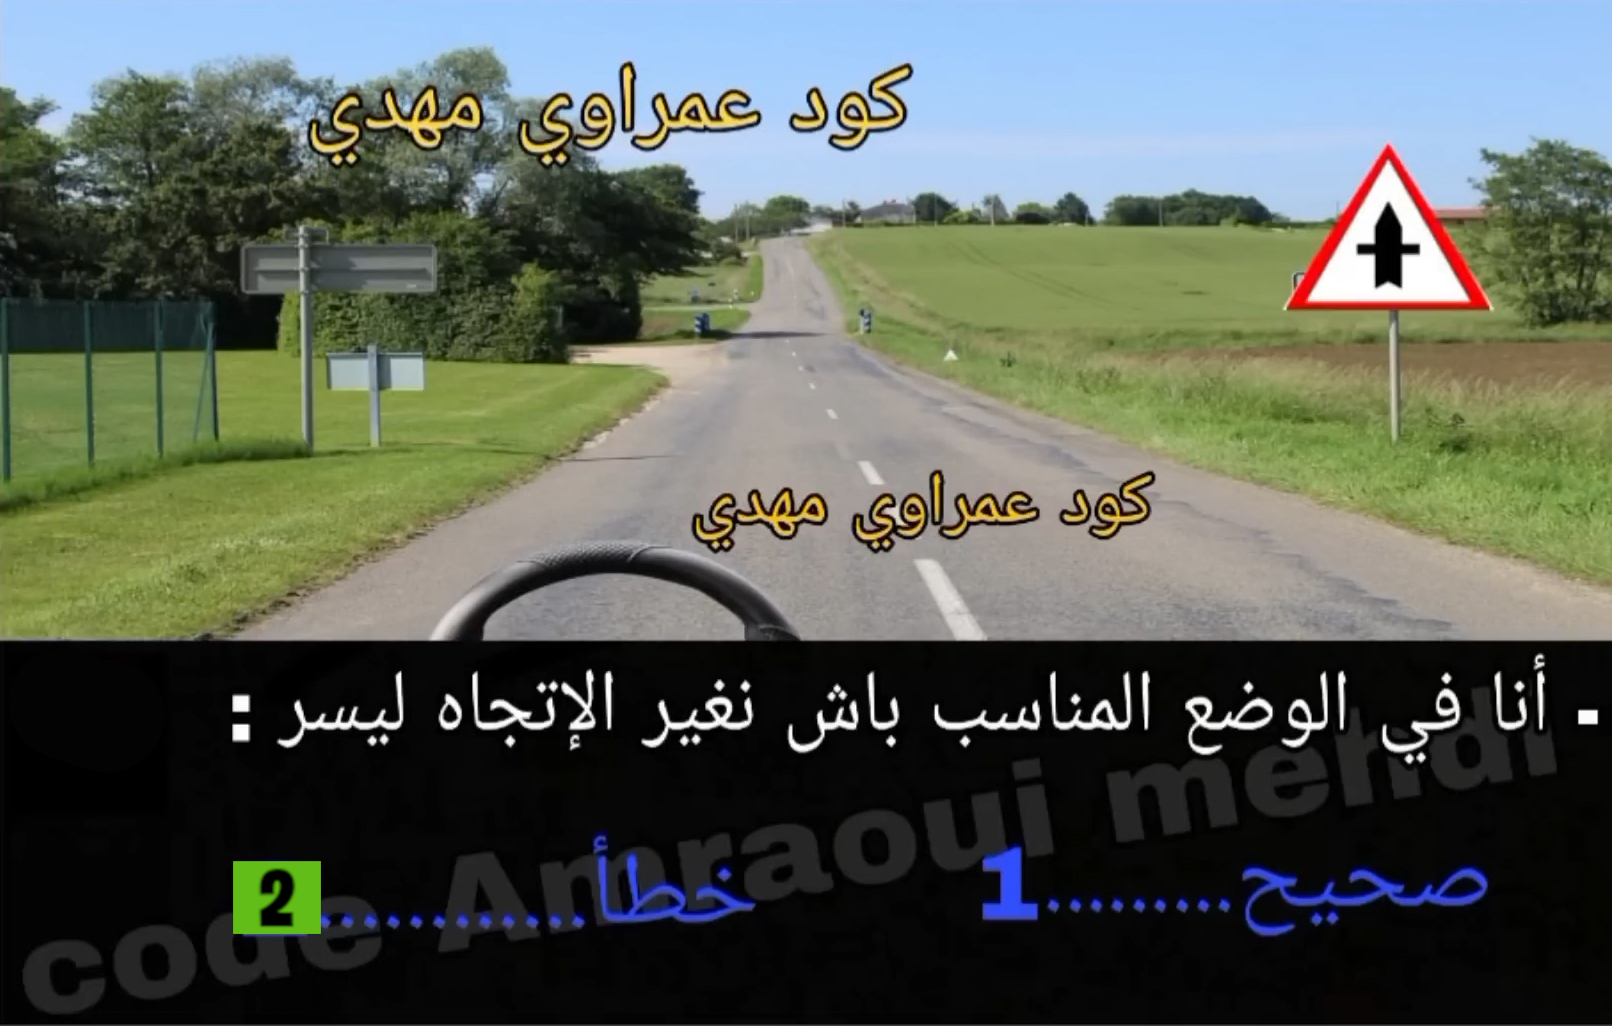 كود عمراوي مهدي
كود عمراوي مهدي
- أنا في الوضع المناسب باش نغير الإتجاه ليسر :
صحيح.........1
خطأ............2
code Amraoui mehdi